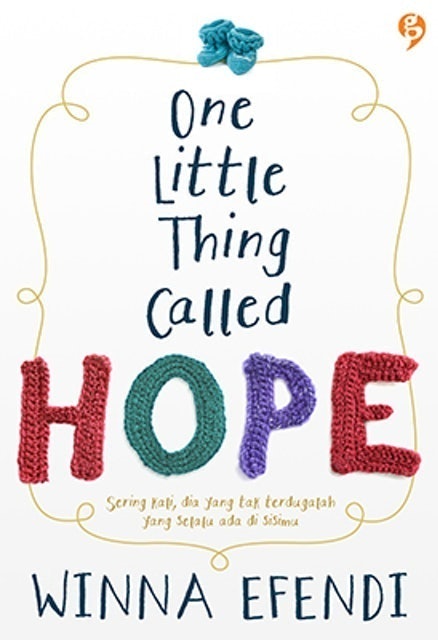 One
Little
Thing
Called
HOPE
Sering kali, dia yang tak terdugalah
yang selalu ada di sisimu
WINNA EFENDI